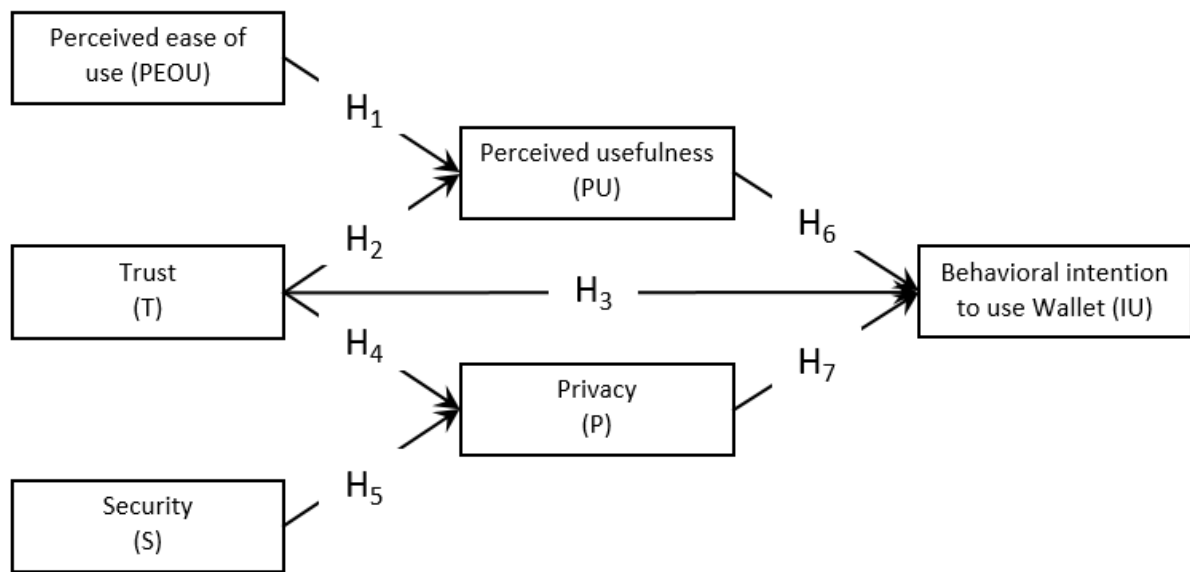 Perceived ease of
use (PEOU)
H₁
Perceived usefulness
(PU)
H₂
H₆
Trust
(T)
H₃
Behavioral intention
to use Wallet (IU)
H₄
H₇
Privacy
(P)
H₅
Security
(S)